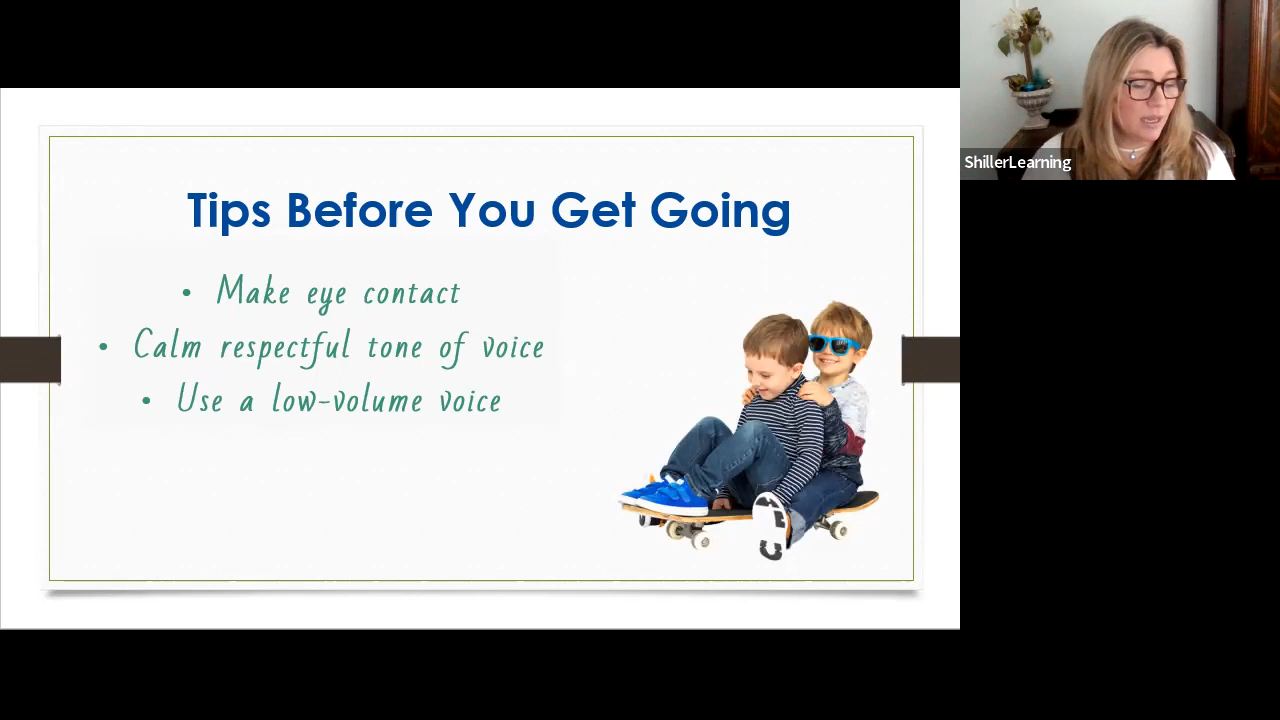 Tips Before You Get Going
• Make eye contact
• Calm respectful tone of voice
• Use a low-volume voice
ShillerLearning